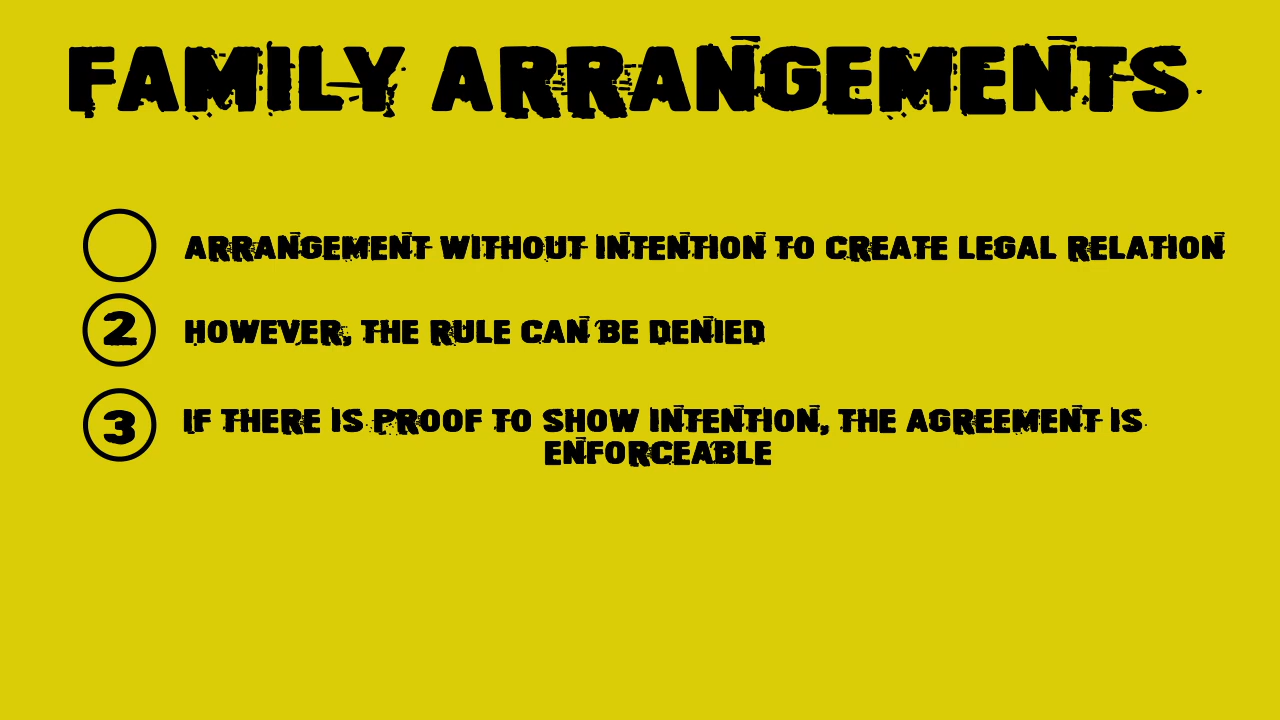 FAMILY ARRANGEMENTS
ARRANGEMENT WITHOUT INTENTION TO CREATE LEGAL RELATION
2 HOWEVER, THE RULE CAN BE DENIED
3 IF THERE IS PROOF TO SHOW INTENTION, THE AGREEMENT IS
ENFORCEABLE